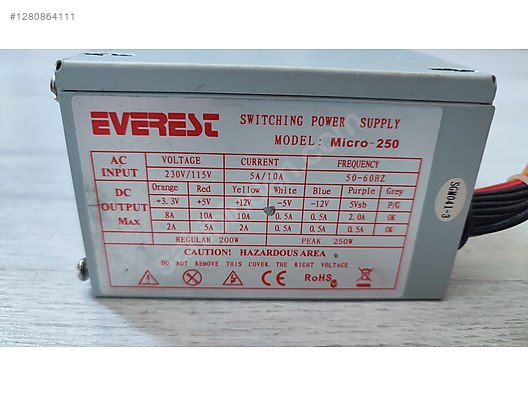 #1280864111
EVEREST
SWITCHING POWER SUPPLY
MODEL: Micro-250
AC INPUT VOLTAGE CURRENT FREQUENCY
230V/115V 5A/10A 50-60HZ
DC OUTPUT MAX Orange Red Yellow White Blue Purple Grey
+3.3V +5V +12V -5V -12V 5Vsb P/G
8A 10A 10A 0.5A 0.5A 2.0A OK
2A 5A 2A 0.5A 0.5A 0.5A OK
REGULAR 200W PEAK 250W
CAUTION! HAZARDOUS AREA
DO NOT REMOVE THIS COVER. THE RIGHT VOLTAGE
CE RoHS
SGW041-3